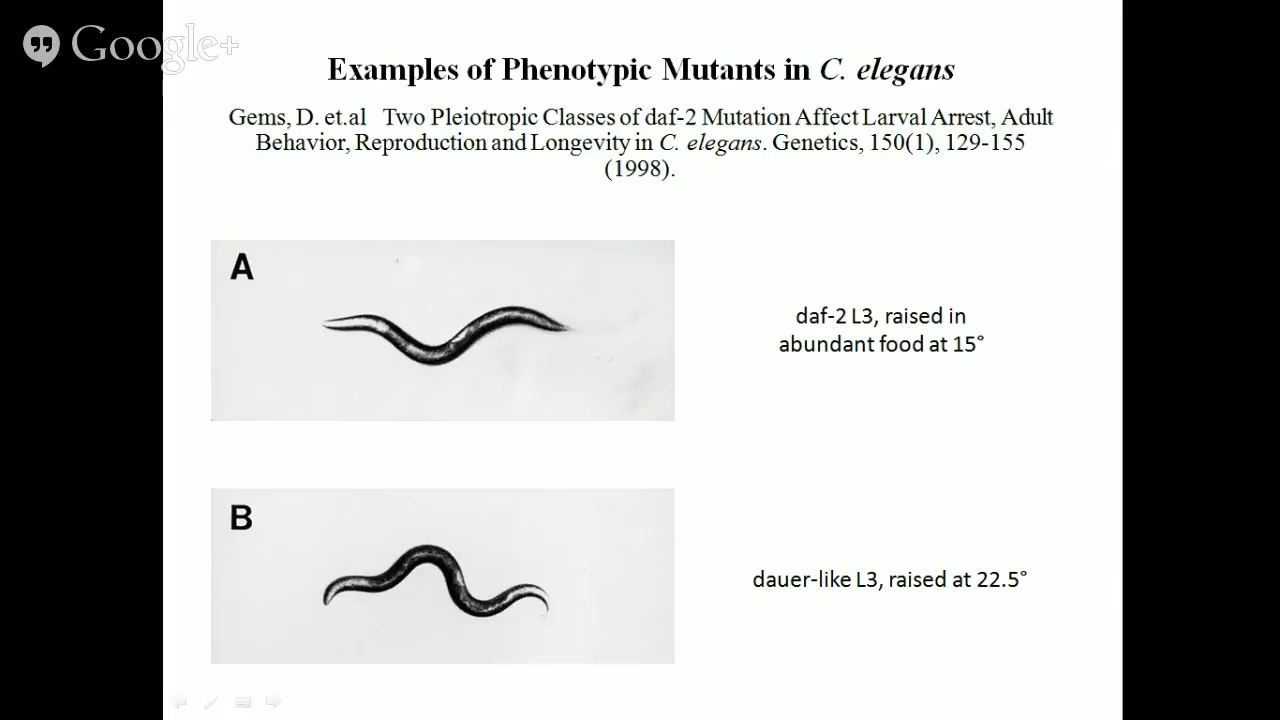 Google+
Examples of Phenotypic Mutants in C. elegans
Gems, D. et.al Two Pleiotropic Classes of daf-2 Mutation Affect Larval Arrest, Adult
Behavior, Reproduction and Longevity in C. elegans. Genetics, 150(1), 129-155
(1998).
A
daf-2 L3, raised in
abundant food at 15°
B
dauer-like L3, raised at 22.5°